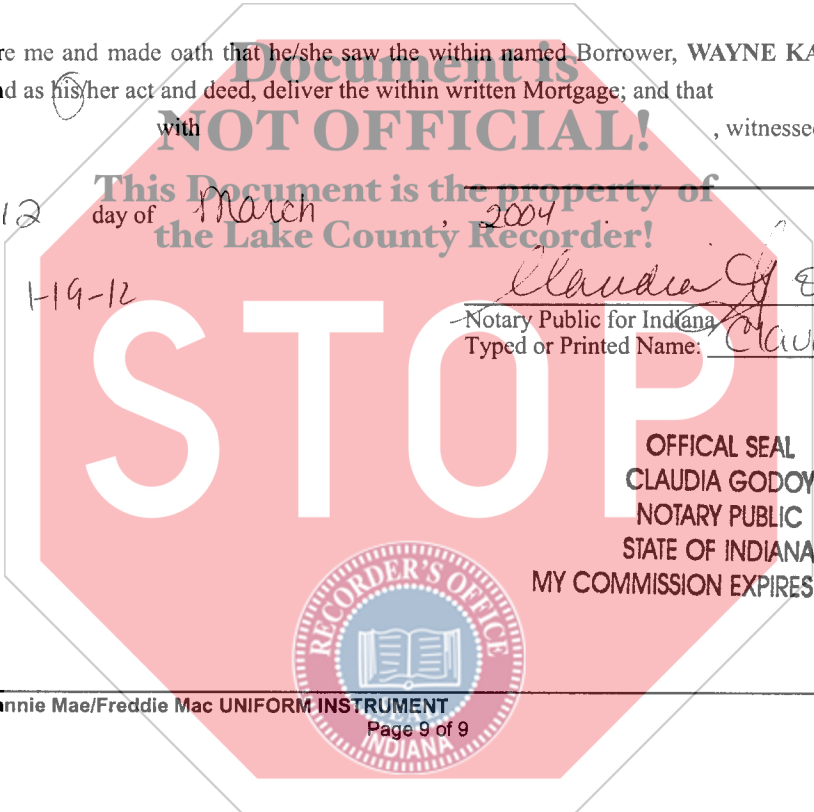 re me and made oath that he/she saw the within named Borrower, WAYNE KA
Document is
nd as his/her act and deed, deliver the within written Mortgage; and that
NOT OFFICIAL!
with , witnessed
This Document is the property of
12 day of March , 2004 .
the Lake County Recorder!
1-19-12
Claudia G
Notary Public for Indiana
Typed or Printed Name: Clau
STOP
OFFICAL SEAL
CLAUDIA GODOY
NOTARY PUBLIC
STATE OF INDIANA
MY COMMISSION EXPIRES
RECORDER'S OFFICE
annie Mae/Freddie Mac UNIFORM INSTRUMENT
Page 9 of 9
INDIANA